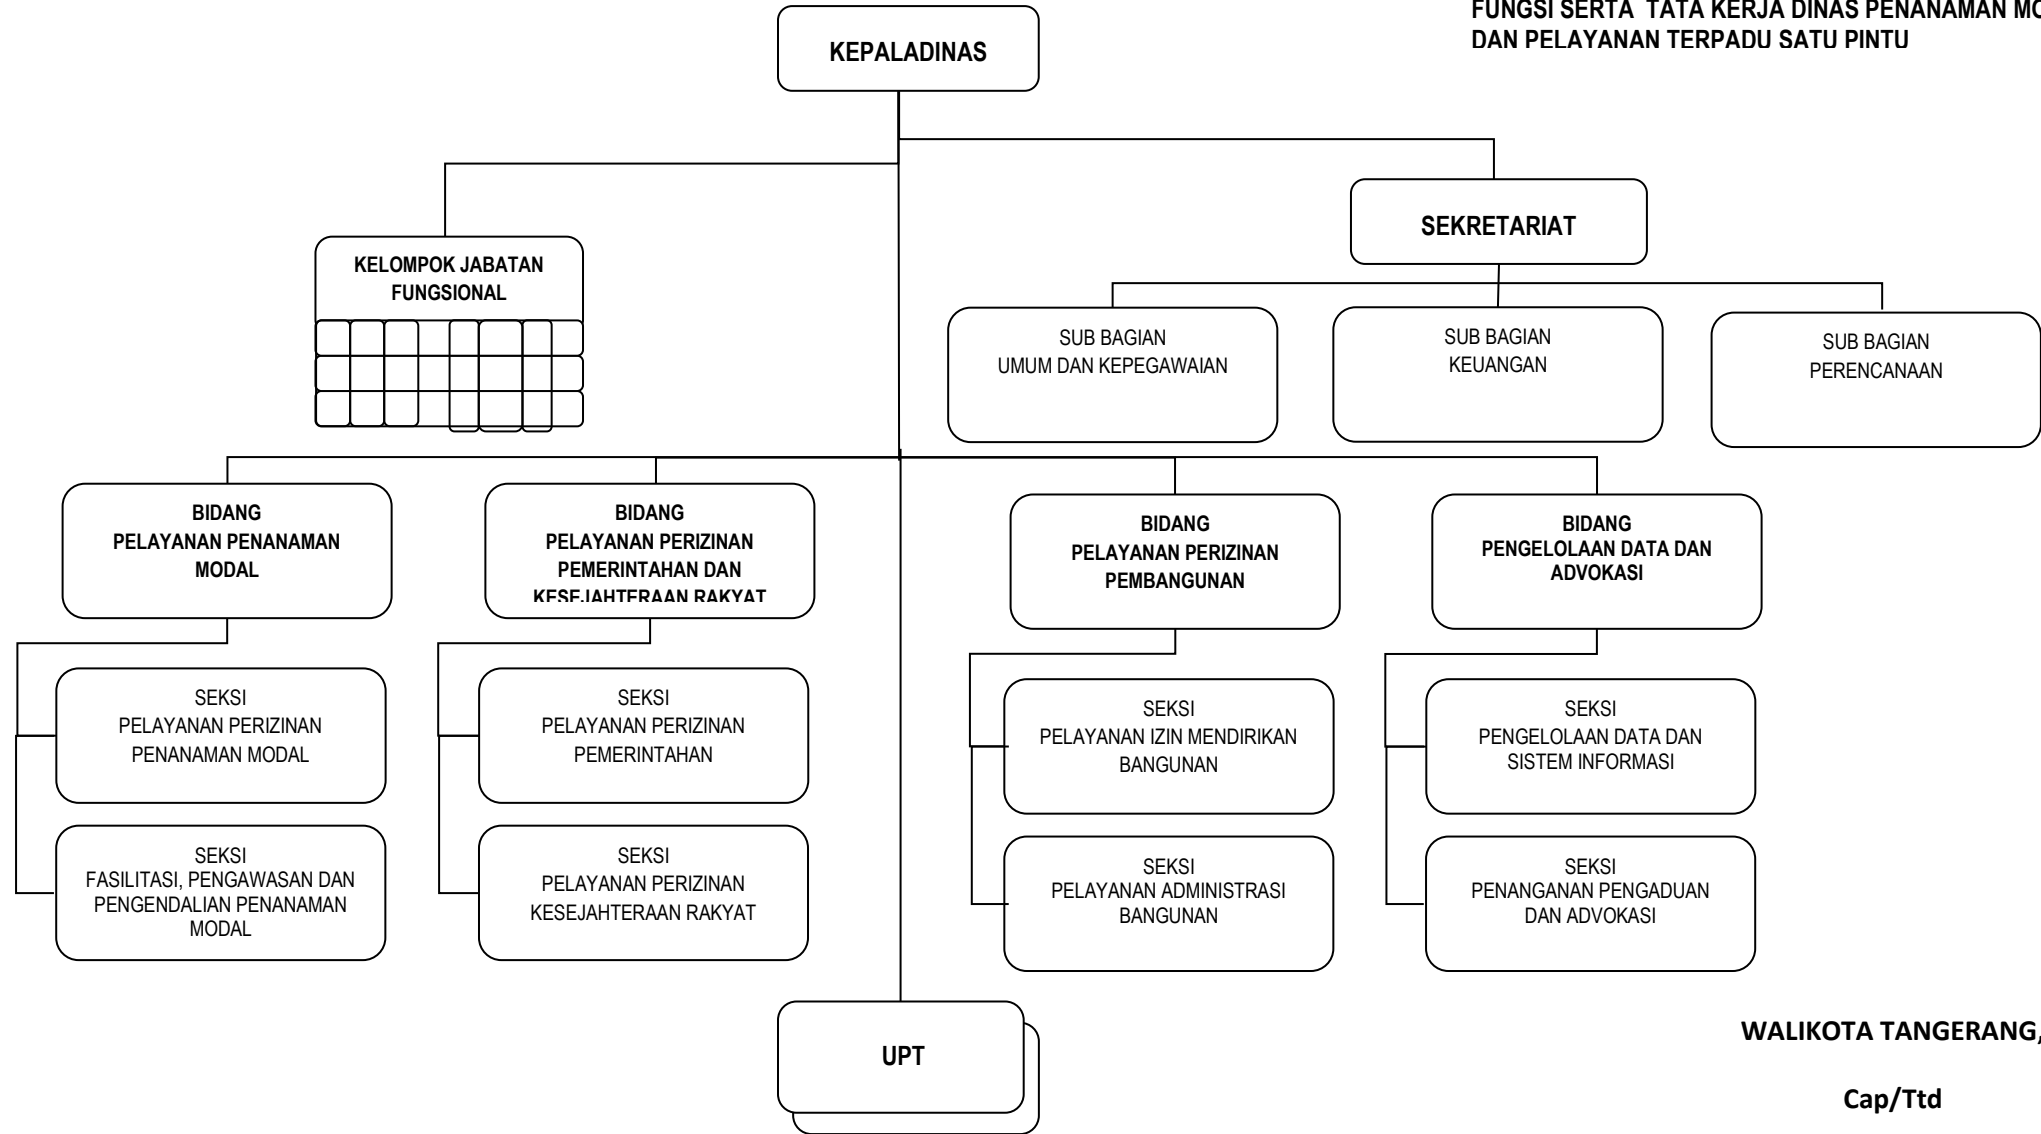 FUNGSI SERTA TATA KERJA DINAS PENANAMAN
DAN PELAYANAN TERPADU SATU PINTU
KEPALADINAS
SEKRETARIAT
KELOMPOK JABATAN
FUNGSIONAL
SUB BAGIAN
UMUM DAN KEPEGAWAIAN
SUB BAGIAN
KEUANGAN
SUB BAGIAN
PERENCANAAN
BIDANG
PELAYANAN PENANAMAN
MODAL
BIDANG
PELAYANAN PERIZINAN
PEMERINTAHAN DAN
KESEJAHTERAAN RAKYAT
BIDANG
PELAYANAN PERIZINAN
PEMBANGUNAN
BIDANG
PENGELOLAAN DATA DAN
ADVOKASI
SEKSI
PELAYANAN PERIZINAN
PENANAMAN MODAL
SEKSI
PELAYANAN PERIZINAN
PEMERINTAHAN
SEKSI
PELAYANAN IZIN MENDIRIKAN
BANGUNAN
SEKSI
PENGELOLAAN DATA DAN
SISTEM INFORMASI
SEKSI
FASILITASI, PENGAWASAN DAN
PENGENDALIAN PENANAMAN
MODAL
SEKSI
PELAYANAN PERIZINAN
KESEJAHTERAAN RAKYAT
SEKSI
PELAYANAN ADMINISTRASI
BANGUNAN
SEKSI
PENANGANAN PENGADUAN
DAN ADVOKASI
UPT
WALIKOTA TANGERANG,
Cap/Ttd